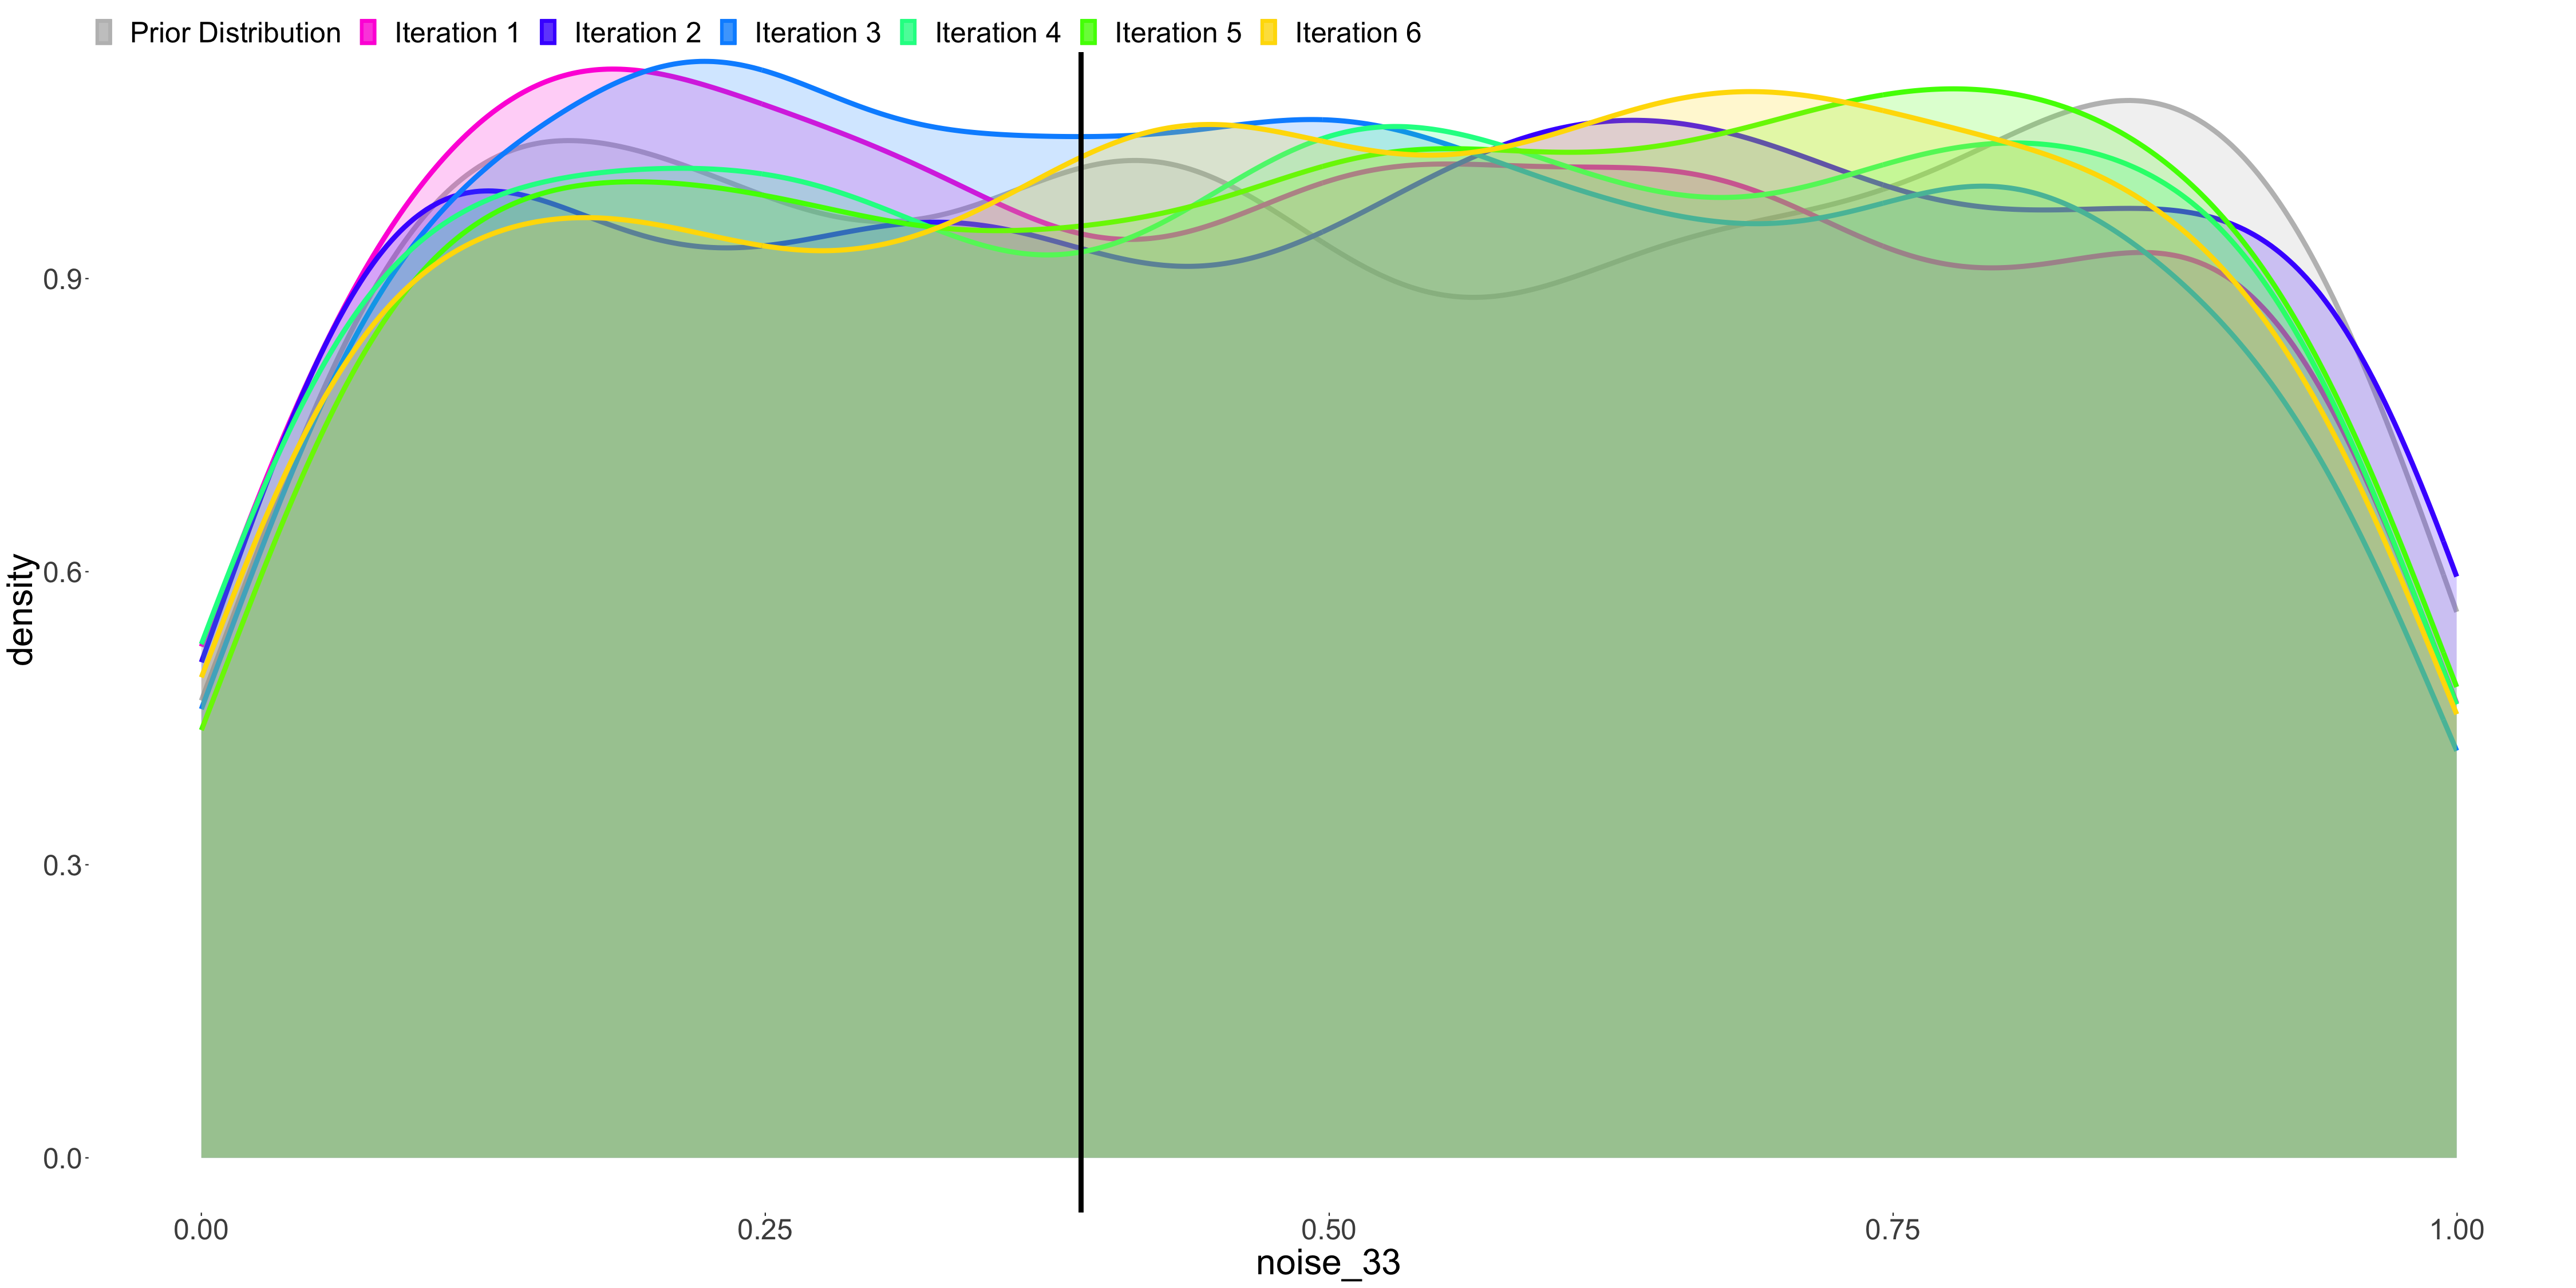 Prior Distribution Iteration 1 Iteration 2 Iteration 3 Iteration 4 Iteration 5 Iteration 6
density
0.9
0.6
0.3
0.0
0.00 0.25 0.50 0.75 1.00
noise_33